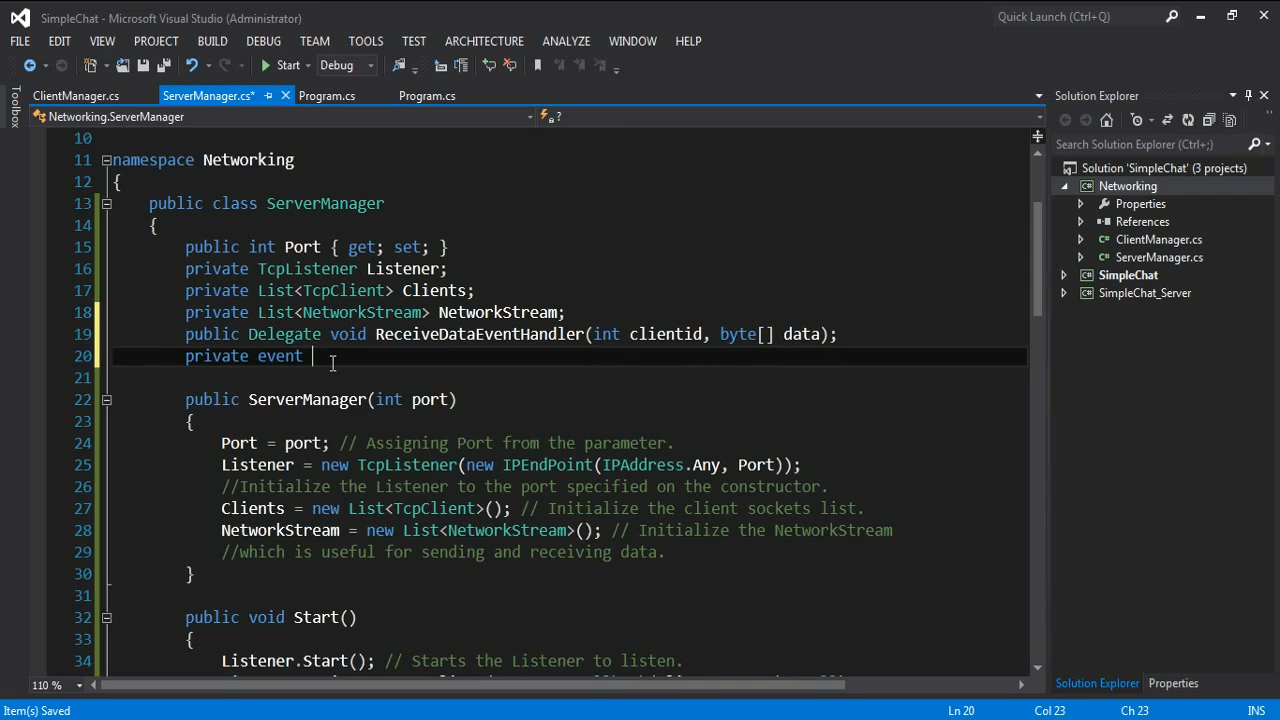 SimpleChat - Microsoft Visual Studio (Administrator)
Quick Launch (Ctrl+Q)
FILE EDIT VIEW PROJECT BUILD DEBUG TEAM TOOLS TEST ARCHITECTURE ANALYZE WINDOW HELP
Start Debug
Toolbox
ClientManager.cs ServerManager.cs* Program.cs Program.cs
Networking.ServerManager ?
10
11 namespace Networking
12 {
13 public class ServerManager
14 {
15 public int Port { get; set; }
16 private TcpListener Listener;
17 private List<TcpClient> Clients;
18 private List<NetworkStream> NetworkStream;
19 public Delegate void ReceiveDataEventHandler(int clientid, byte[] data);
20 private event
21
22 public ServerManager(int port)
23 {
24 Port = port; // Assigning Port from the parameter.
25 Listener = new TcpListener(new IPEndPoint(IPAddress.Any, Port));
26 //Initialize the Listener to the port specified on the constructor.
27 Clients = new List<TcpClient>(); // Initialize the client sockets list.
28 NetworkStream = new List<NetworkStream>(); // Initialize the NetworkStream
29 //which is useful for sending and receiving data.
30 }
31
32 public void Start()
33 {
34 Listener.Start(); // Starts the Listener to listen.
110 %
Solution Explorer
Search Solution Explorer (Ctrl+;)
Solution 'SimpleChat' (3 projects)
Networking
Properties
References
ClientManager.cs
ServerManager.cs
SimpleChat
SimpleChat_Server
Solution Explorer Properties
Item(s) Saved Ln 20 Col 23 Ch 23 INS